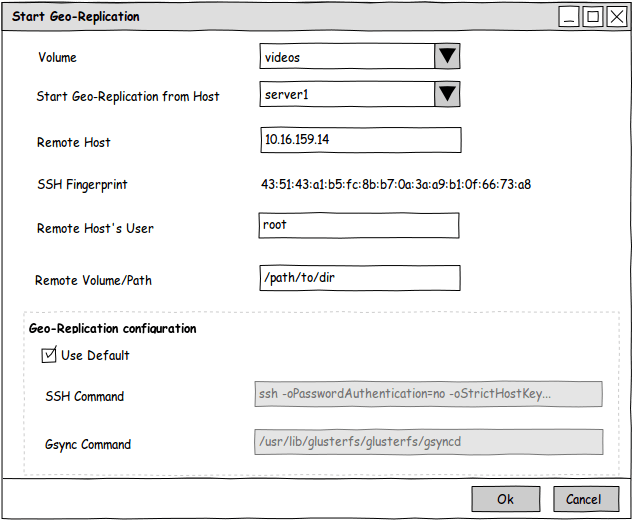 Start Geo-Replication
Volume videos
Start Geo-Replication from Host server1
Remote Host 10.16.159.14
SSH Fingerprint 43:51:43:a1:b5:fc:8b:b7:0a:3a:a9:b1:0f:66:73:a8
Remote Host's User root
Remote Volume/Path /path/to/dir
Geo-Replication configuration
Use Default
SSH Command ssh -oPasswordAuthentication=no -oStrictHostKey...
Gsync Command /usr/lib/glusterfs/glusterfs/gsyncd
Ok Cancel